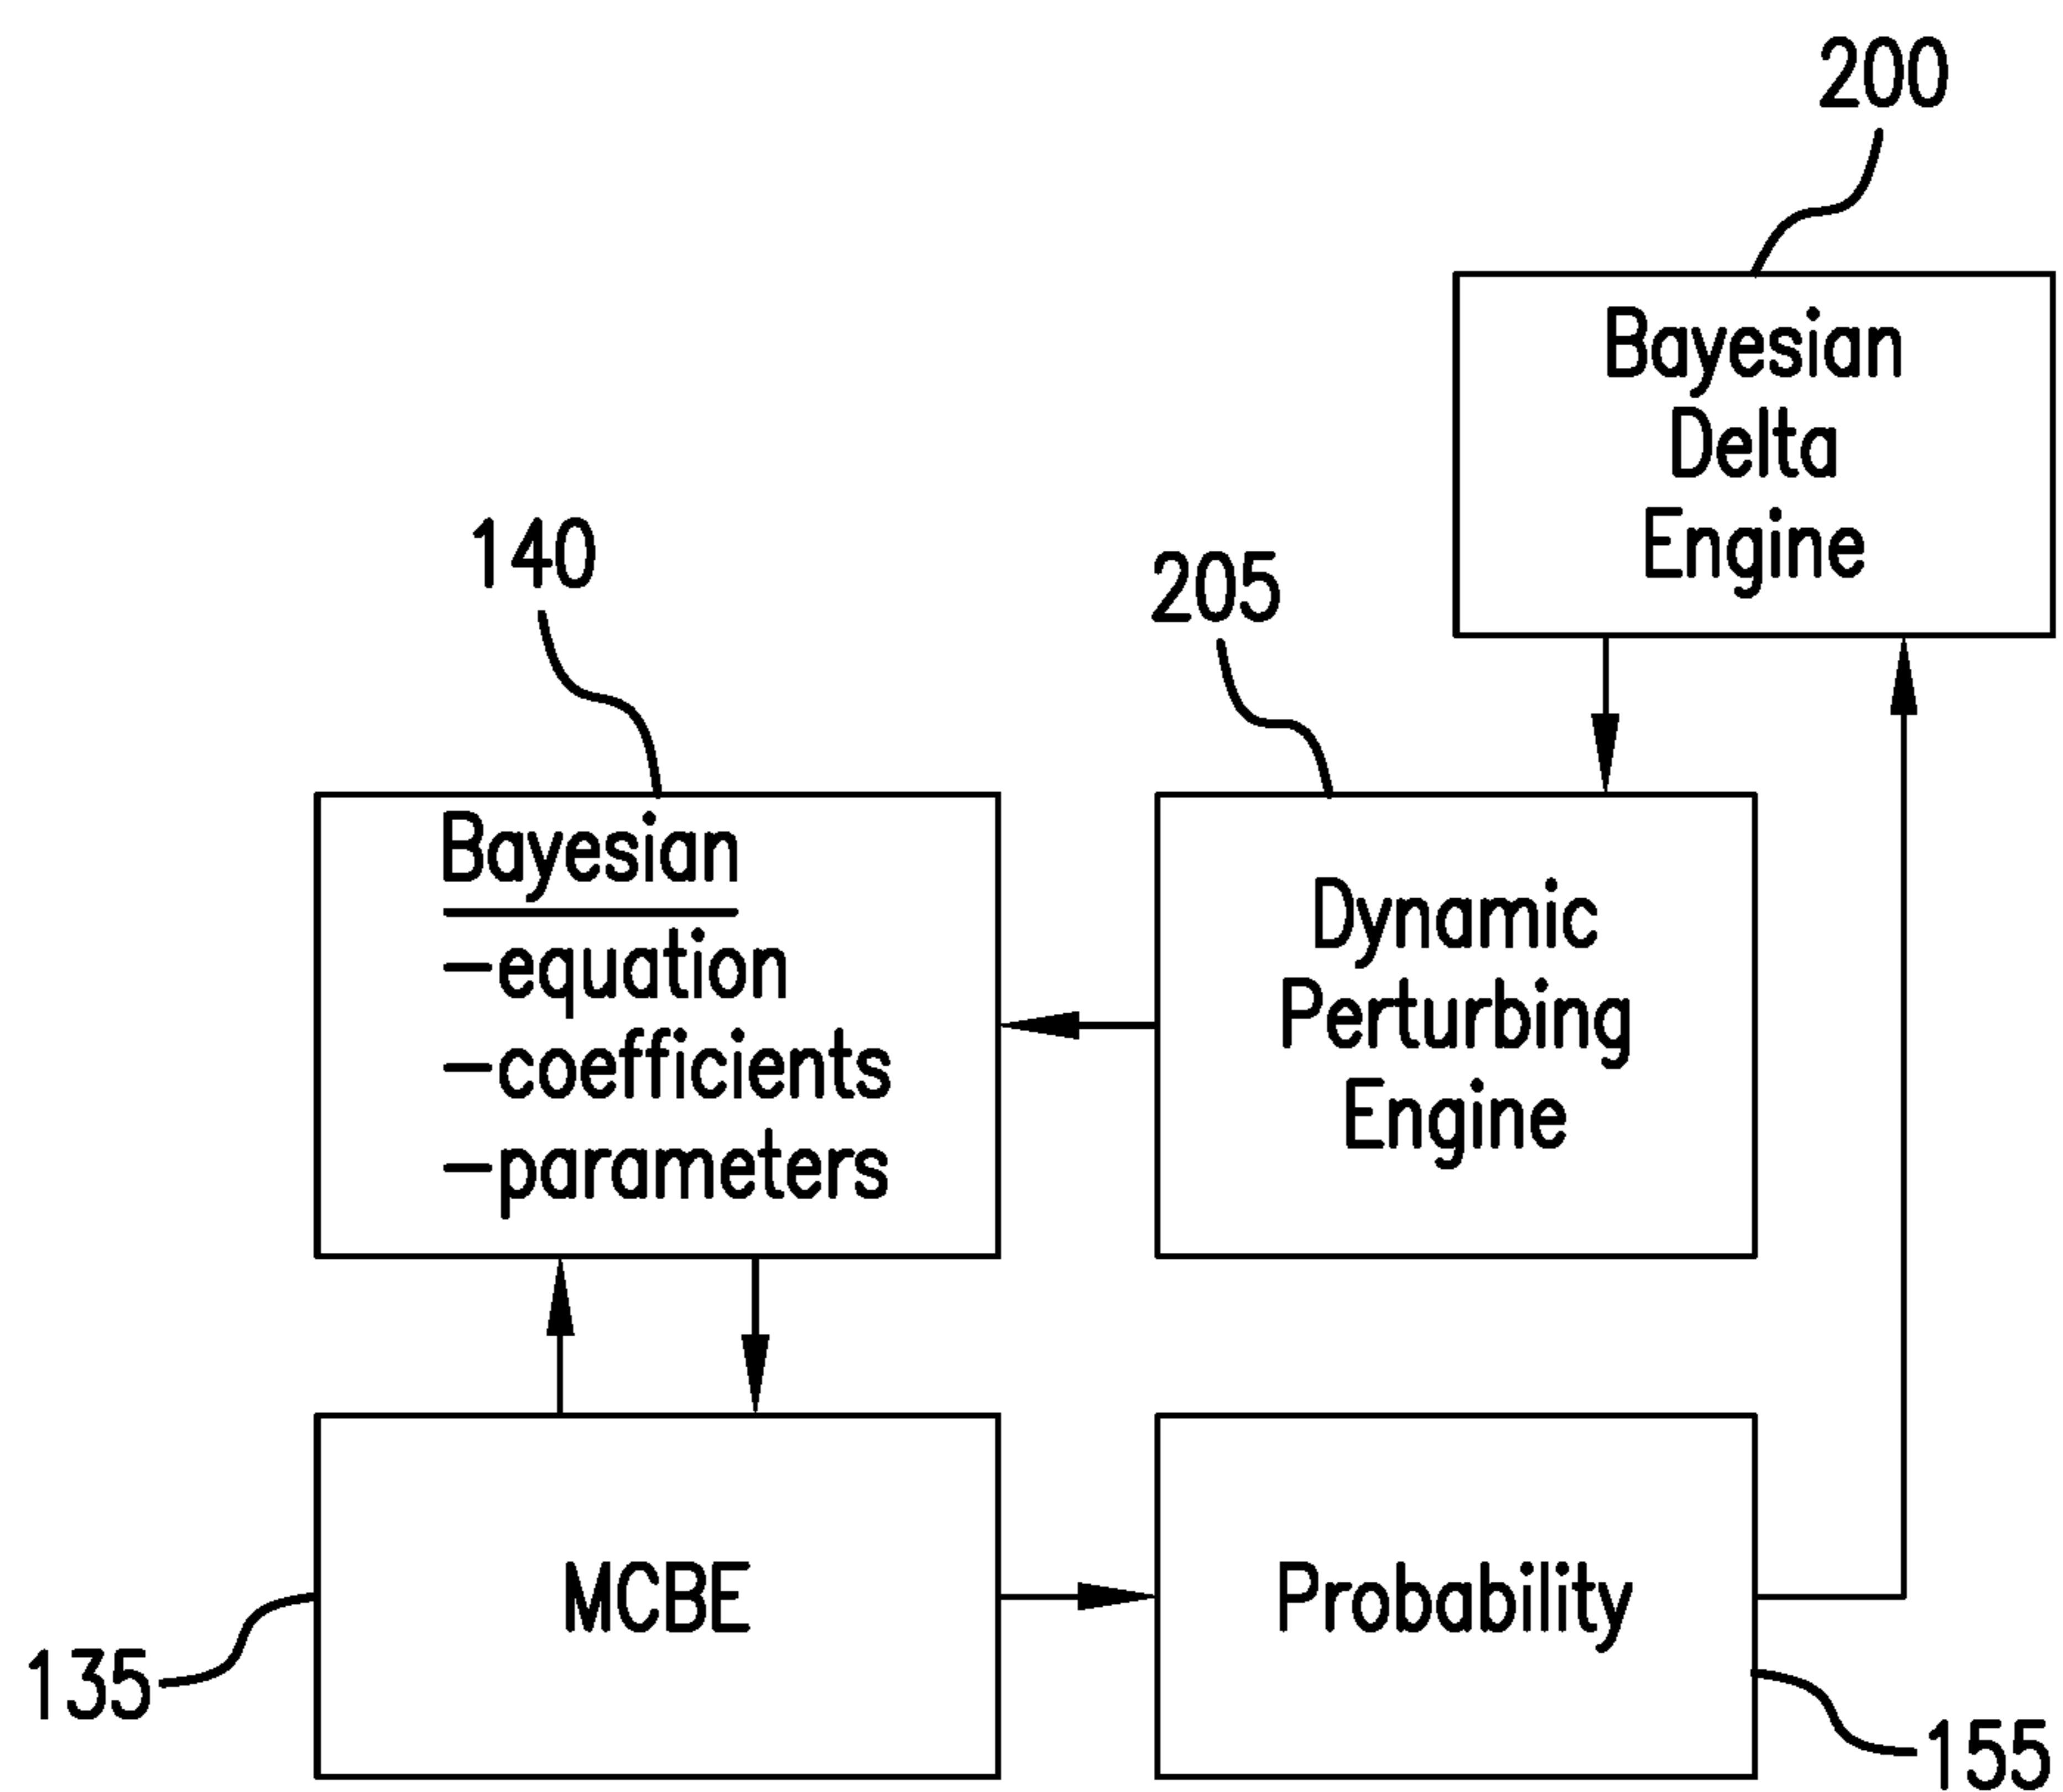 200
Bayesian
Delta
Engine
140
205
Bayesian
-equation
-coefficients
-parameters
Dynamic
Perturbing
Engine
MCBE
Probability
135
155